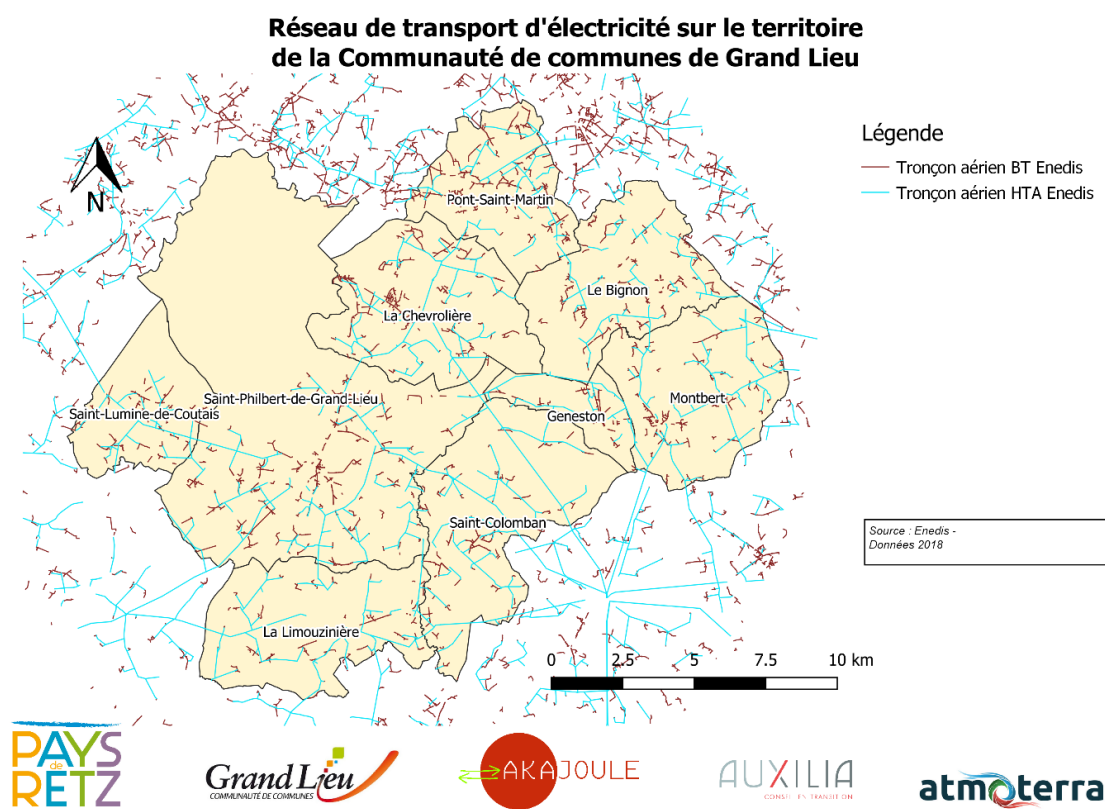 Réseau de transport d'électricité sur le territoire
de la Communauté de communes de Grand Lieu
Légende
Tronçon aérien BT Enedis
Tronçon aérien HTA Enedis
N
Pont-Saint-Martin
Le Bignon
La Chevrolière
Saint-Philbert-de-Grand-Lieu
Montbert
Saint-Lumine-de-Coutais
Geneston
Saint-Colomban
Source : Enedis -
Données 2018
La Limouzinière
0 2.5 5 7.5 10 km
PAYS
de
RETZ
Grand Lieu
COMMUNAUTÉ DE COMMUNES
AKAJOULE
AUXILIA
CONSEIL EN TRANSITION
atmoterra